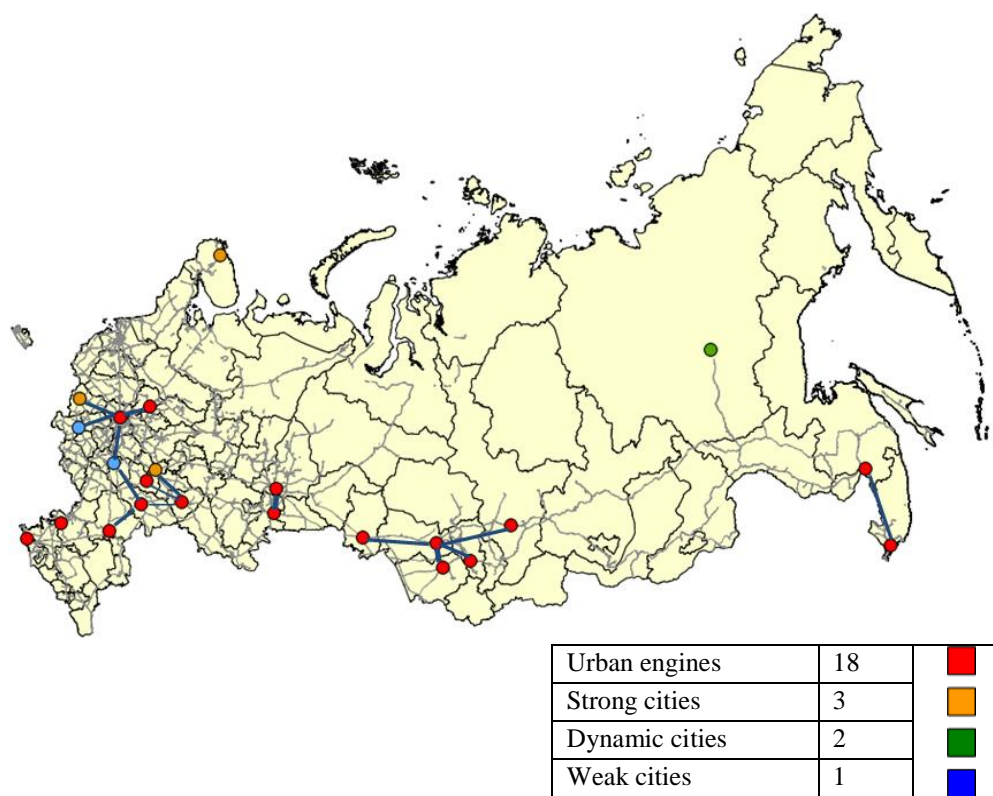 Urban engines 18
Strong cities 3
Dynamic cities 2
Weak cities 1